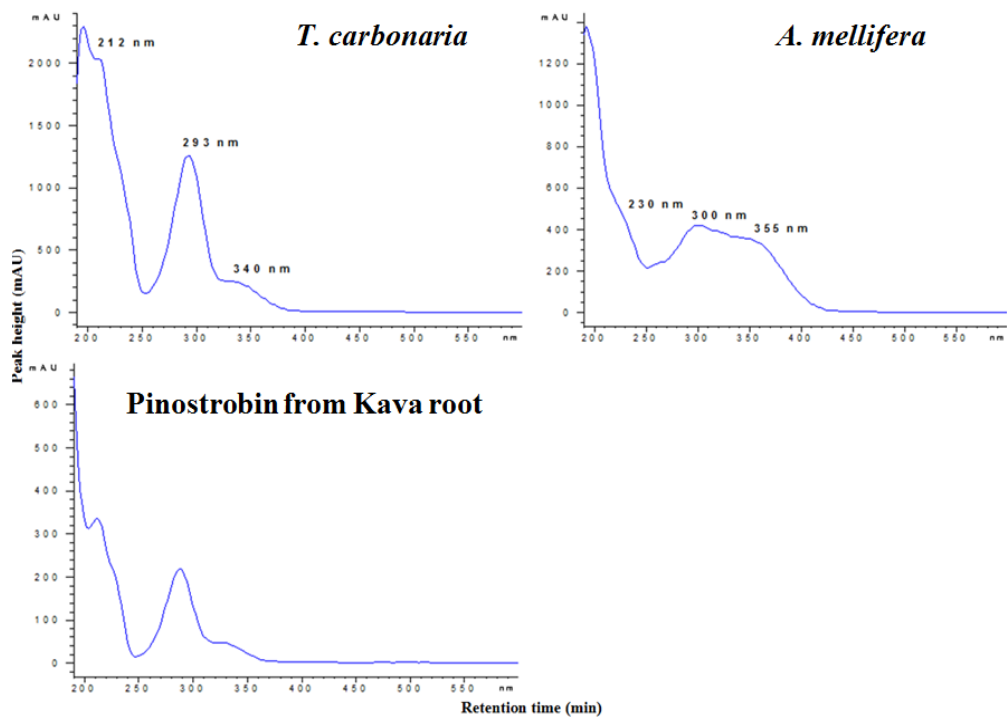 mAU
T. carbonaria
212 nm
2000
1500
293 nm
1000
500
340 nm
0
200 250 300 350 400 450 500 550 nm
mAU
A. mellifera
1400
1200
1000
800
600
230 nm
300 nm
355 nm
400
200
0
200 250 300 350 400 450 500 550 nm
Peak height (mAU)
mAU
Pinostrobin from Kava root
600
500
400
300
200
100
0
200 250 300 350 400 450 500 550 nm
Retention time (min)